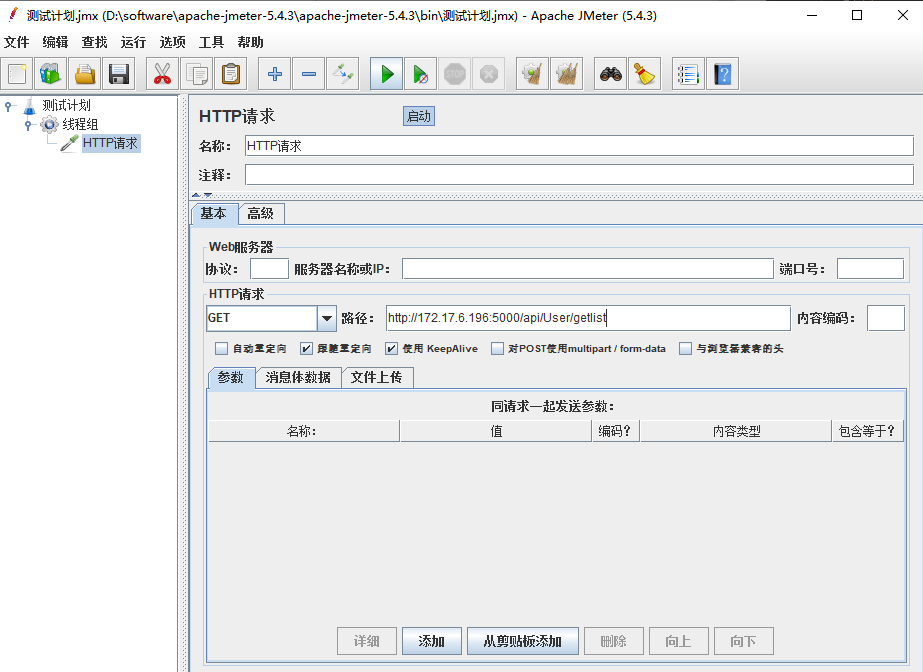 测试计划.jmx (D:\software\apache-jmeter-5.4.3\apache-jmeter-5.4.3\bin\测试计划.jmx) - Apache JMeter (5.4.3)
文件 编辑 查找 运行 选项 工具 帮助
STOP
测试计划
线程组
HTTP请求
HTTP请求 启动
名称： HTTP请求
注释：
基本 高级
Web服务器
协议： 服务器名称或IP： 端口号：
HTTP请求
GET 路径： http://172.17.6.196:5000/api/User/getlist 内容编码：
自动重定向 跟随重定向 使用 KeepAlive 对POST使用multipart / form-data 与浏览器兼容的头
参数 消息体数据 文件上传
同请求一起发送参数：
名称： 值 编码？ 内容类型 包含等于？
详细 添加 从剪贴板添加 删除 向上 向下